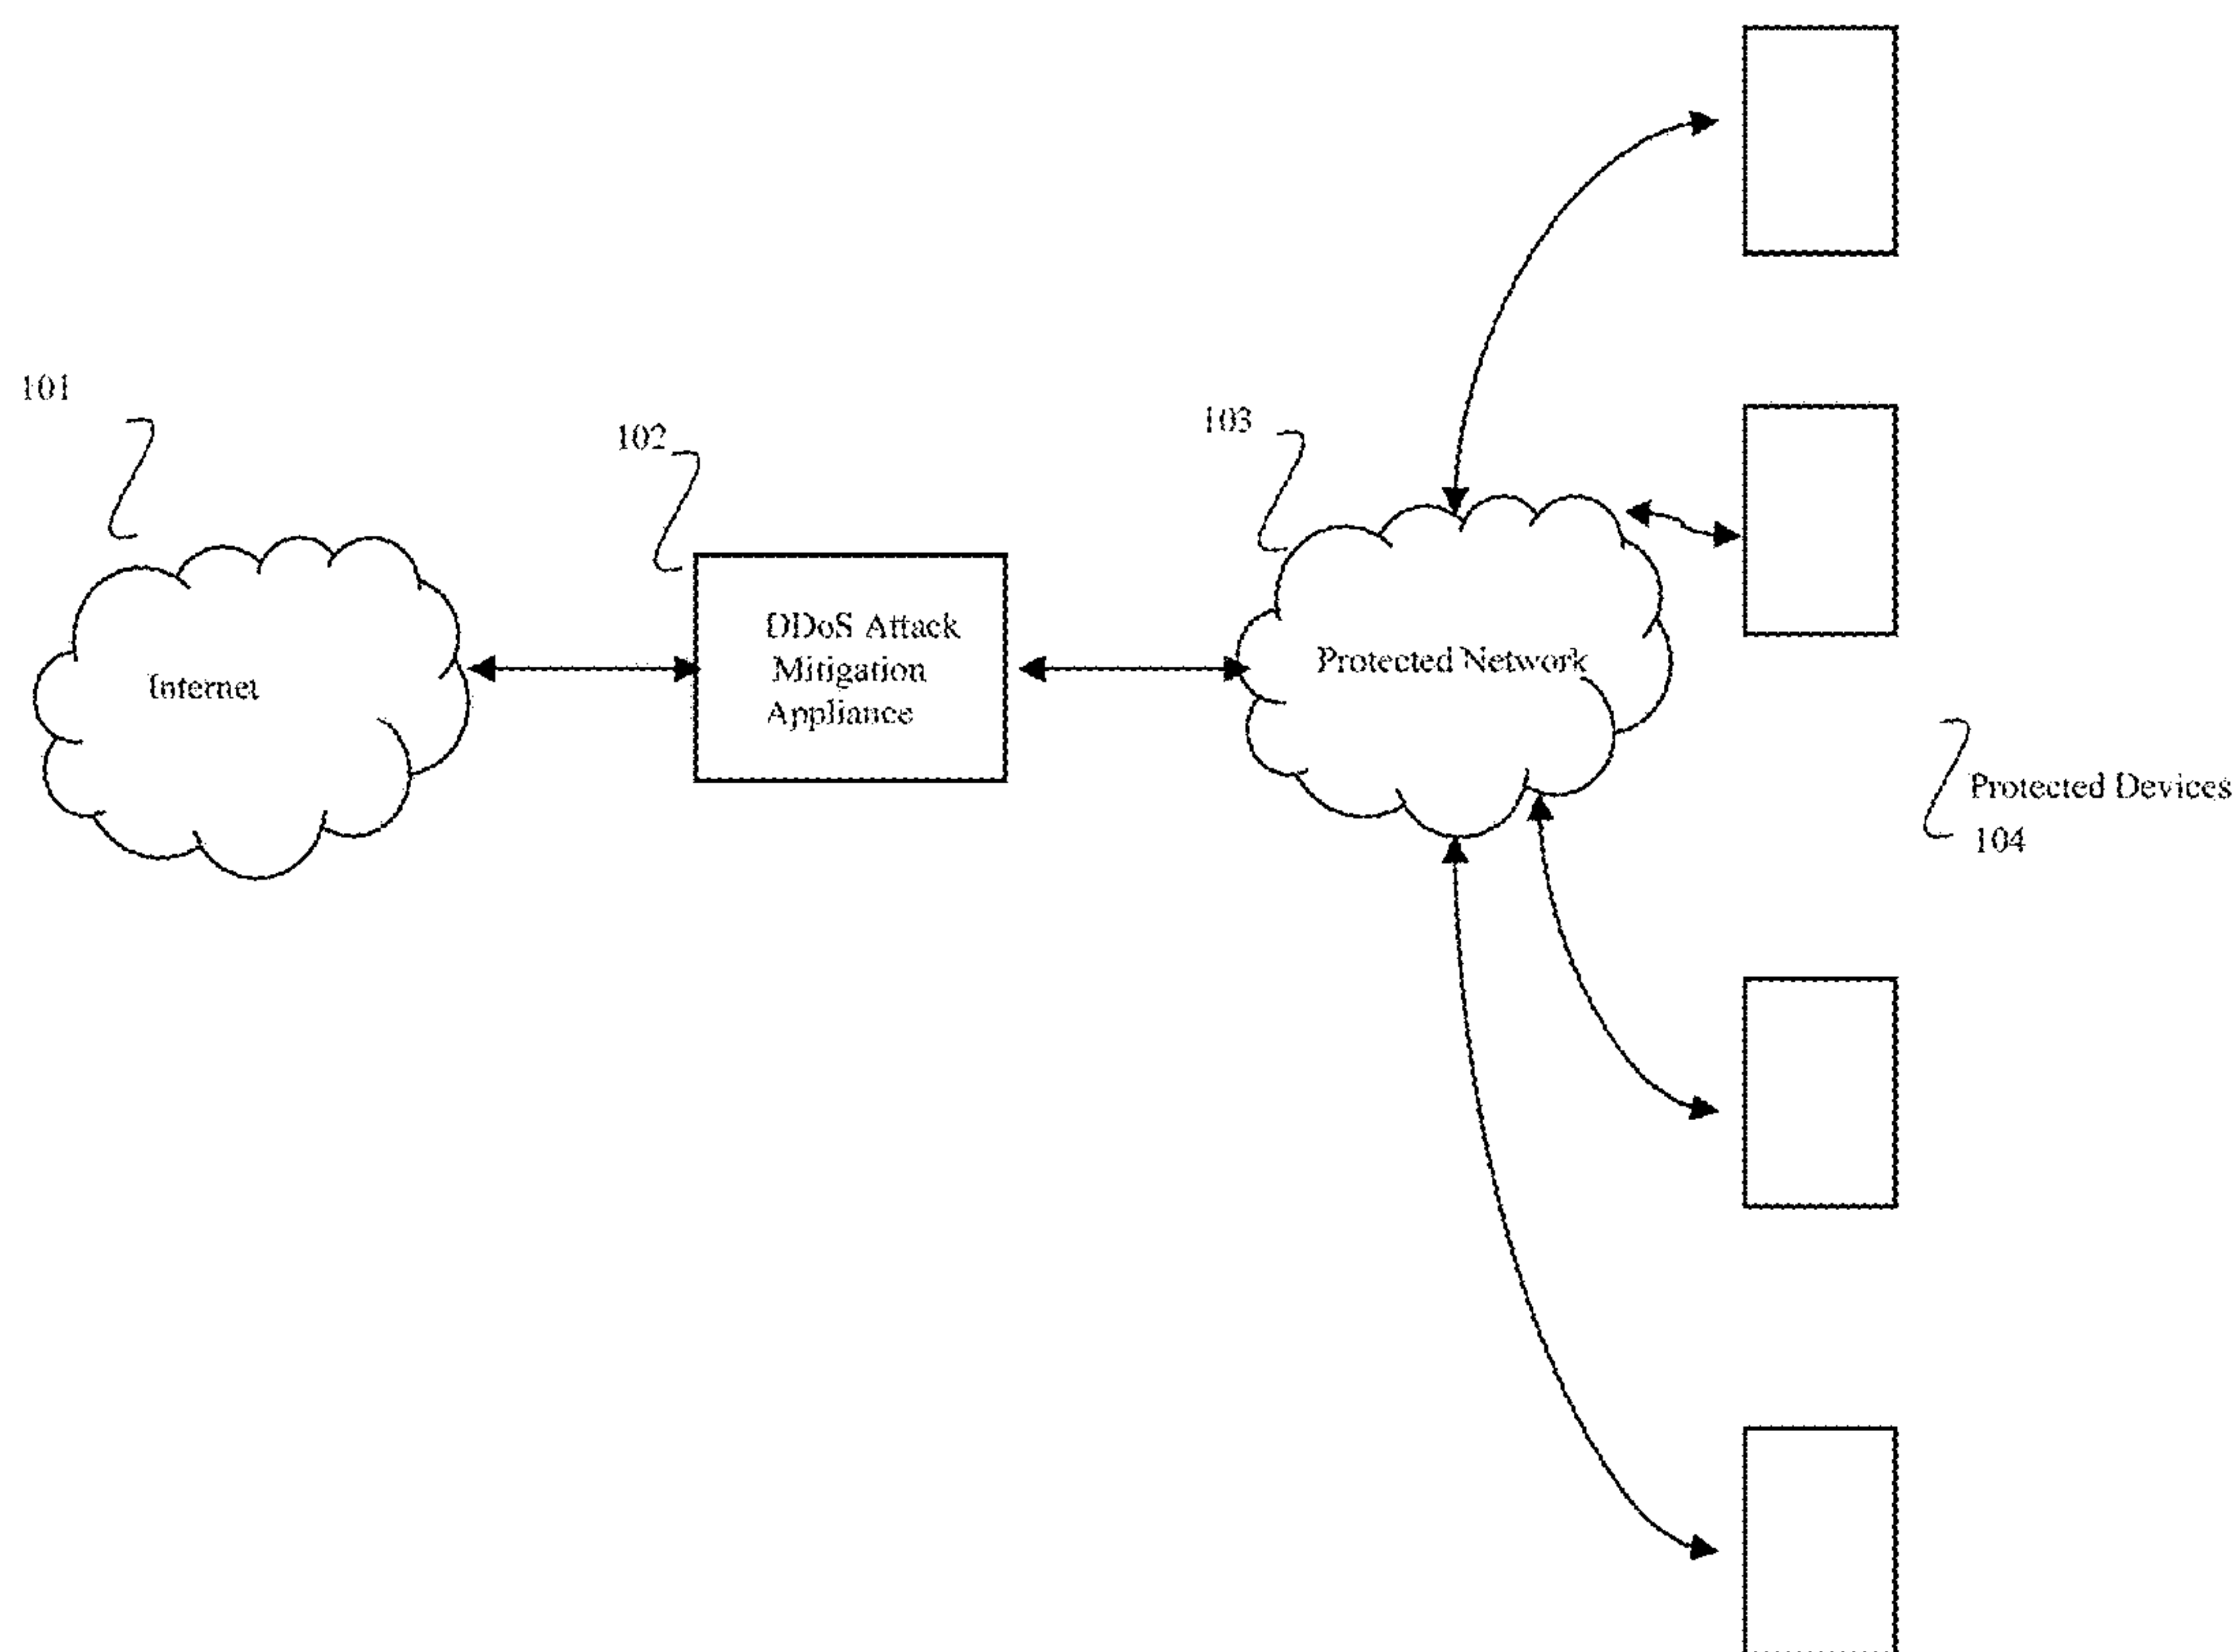 101
102
103
Internet
DDoS Attack
Mitigation
Appliance
Protected Network
Protected Devices
104